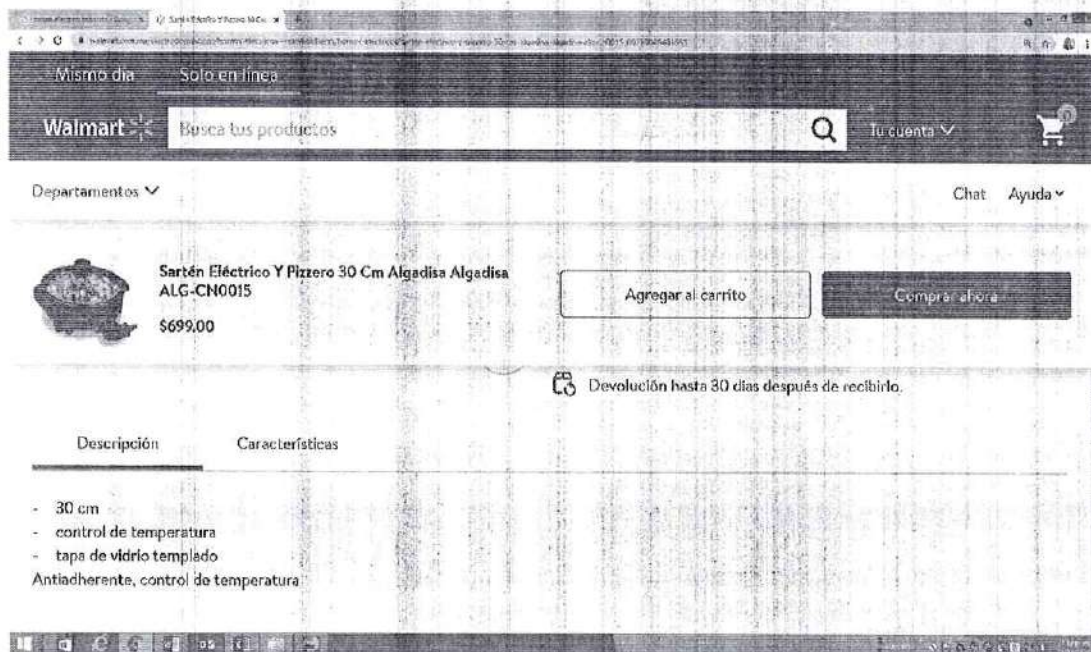 Mismo día Solo en línea
Walmart Busca tus productos Tu cuenta 0
Departamentos Chat Ayuda
Sartén Eléctrico Y Pizzero 30 Cm Algadisa Algadisa
ALG-CN0015
$699.00
Agregar al carrito Comprar ahora
Devolución hasta 30 días después de recibirlo.
Descripción Características
- 30 cm
- control de temperatura
- tapa de vidrio templado
Antiadherente, control de temperatura